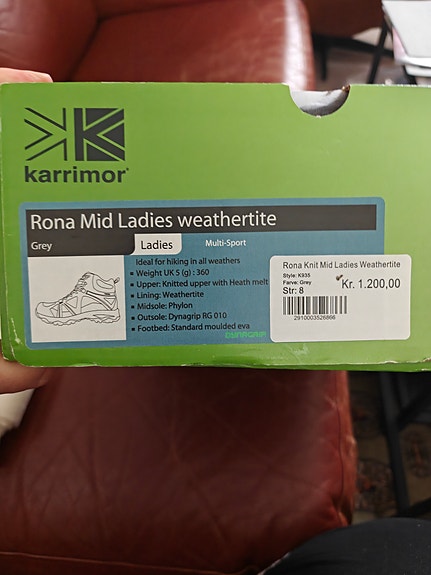 karrimor
Rona Mid Ladies weathertite
Grey
Ladies
Multi-Sport
Ideal for hiking in all weathers
▪ Weight UK 5 (g) : 360
▪ Upper: Knitted upper with Heath melt
▪ Lining: Weathertite
▪ Midsole: Phylon
▪ Outsole: Dynagrip RG 010
▪ Footbed: Standard moulded eva
DYNAGRIP
Rona Knit Mid Ladies Weathertite
Style: K935
Farve: Grey
Str: 8
Kr. 1.200,00
2910003526866